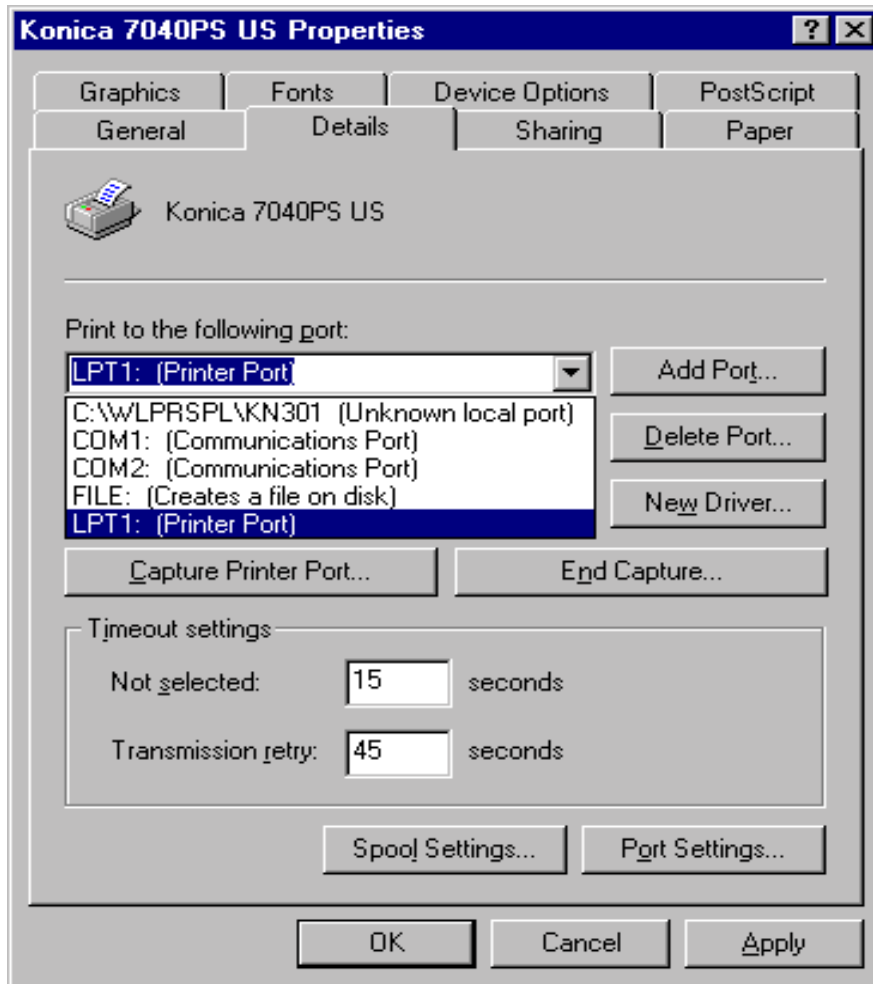 Konica 7040PS US Properties
Graphics Fonts Device Options PostScript
General Details Sharing Paper
Konica 7040PS US
Print to the following port:
LPT1: (Printer Port)
Add Port...
C:\WLPRSPL\KN301 (Unknown local port)
COM1: (Communications Port)
COM2: (Communications Port)
FILE: (Creates a file on disk)
LPT1: (Printer Port)
Delete Port...
New Driver...
Capture Printer Port... End Capture...
Timeout settings
Not selected: 15 seconds
Transmission retry: 45 seconds
Spool Settings... Port Settings...
OK Cancel Apply